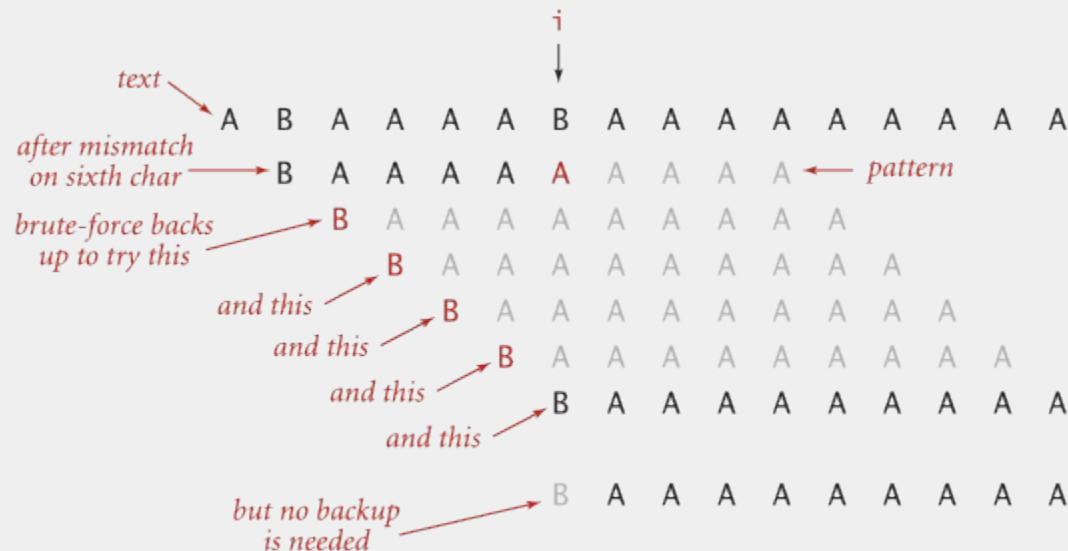 i
text
A B A A A A B A A A A A A A A A
after mismatch
on sixth char
B A A A A A A A A A
pattern
brute-force backs
up to try this
B A A A A A A A A A
and this
B A A A A A A A A A
and this
B A A A A A A A A A
and this
B A A A A A A A A A
and this
B A A A A A A A A A
but no backup
is needed
B A A A A A A A A A